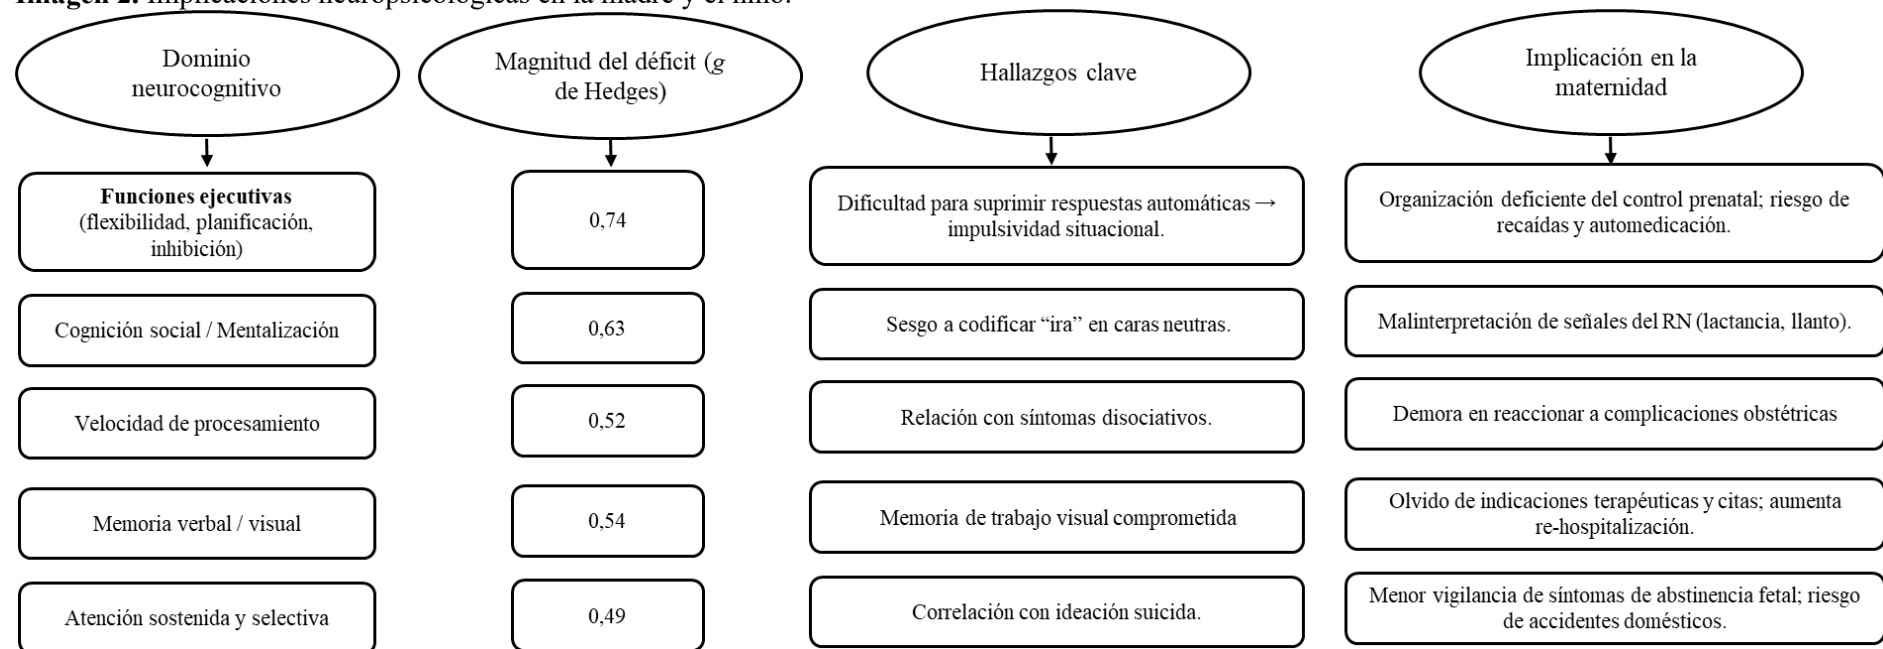 Imagen 2. Implicaciones neuropsicológicas en la madre y el niño.
Dominio
neurocognitivo
Magnitud del déficit (g
de Hedges)
Hallazgos clave
Implicación en la
maternidad
Funciones ejecutivas
(flexibilidad, planificación,
inhibición)
0,74
Dificultad para suprimir respuestas automáticas →
impulsividad situacional.
Organización deficiente del control prenatal; riesgo de
recaídas y automedicación.
Cognición social / Mentalización
0,63
Sesgo a codificar “ira” en caras neutras.
Malinterpretación de señales del RN (lactancia, llanto).
Velocidad de procesamiento
0,52
Relación con síntomas disociativos.
Demora en reaccionar a complicaciones obstétricas
Memoria verbal / visual
0,54
Memoria de trabajo visual comprometida
Olvido de indicaciones terapéuticas y citas; aumenta
re-hospitalización.
Atención sostenida y selectiva
0,49
Correlación con ideación suicida.
Menor vigilancia de síntomas de abstinencia fetal; riesgo
de accidentes domésticos.